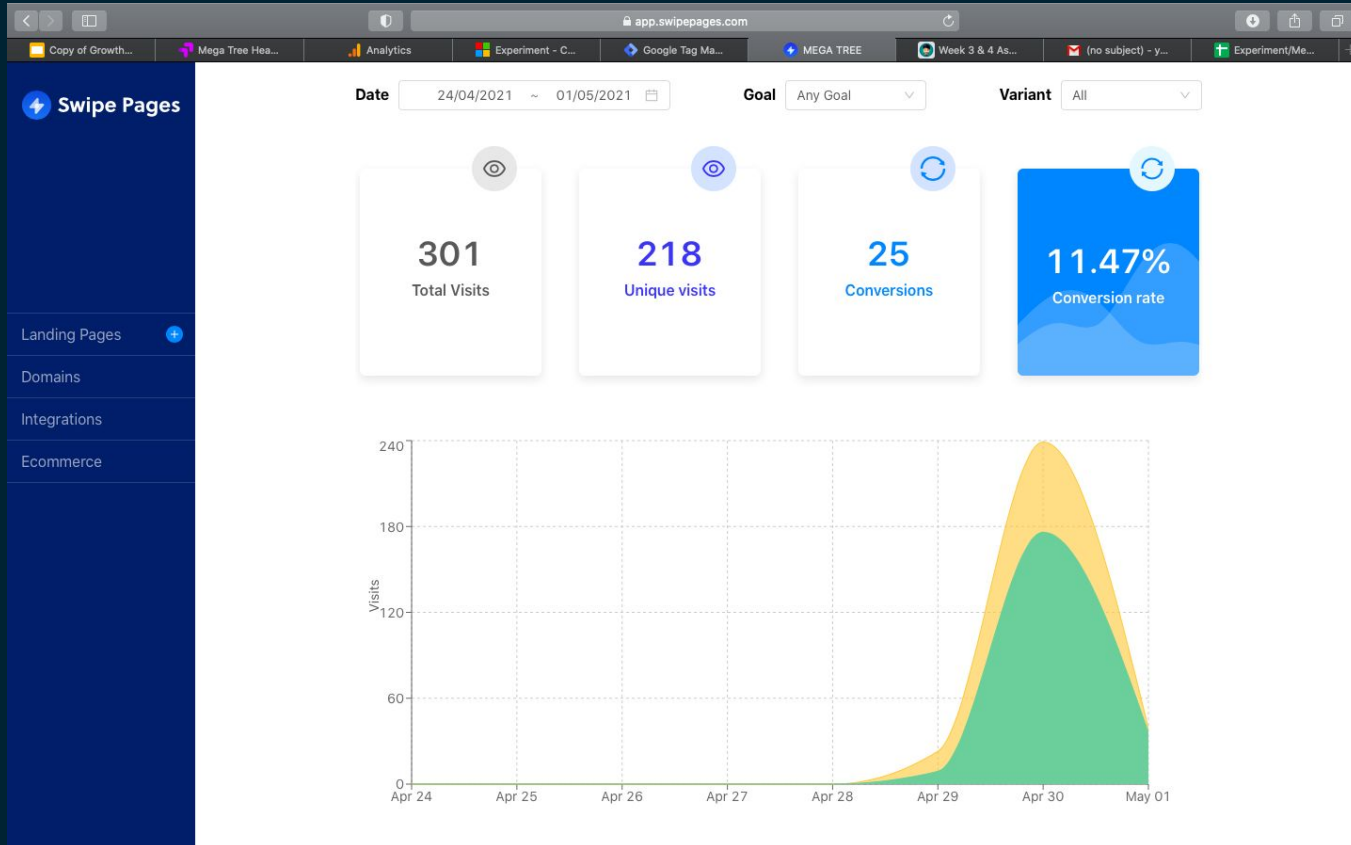 app.swipepages.com
Copy of Growth...
Mega Tree Hea...
Analytics
Experiment - C...
Google Tag Ma...
MEGA TREE
Week 3 & 4 As...
(no subject) - y...
Experiment/Me...
Swipe Pages
Date 24/04/2021 ~ 01/05/2021 Goal Any Goal Variant All
301
Total Visits
218
Unique visits
25
Conversions
11.47%
Conversion rate
Landing Pages
Domains
Integrations
Ecommerce
Visits
240
180
120
60
0
Apr 24 Apr 25 Apr 26 Apr 27 Apr 28 Apr 29 Apr 30 May 01